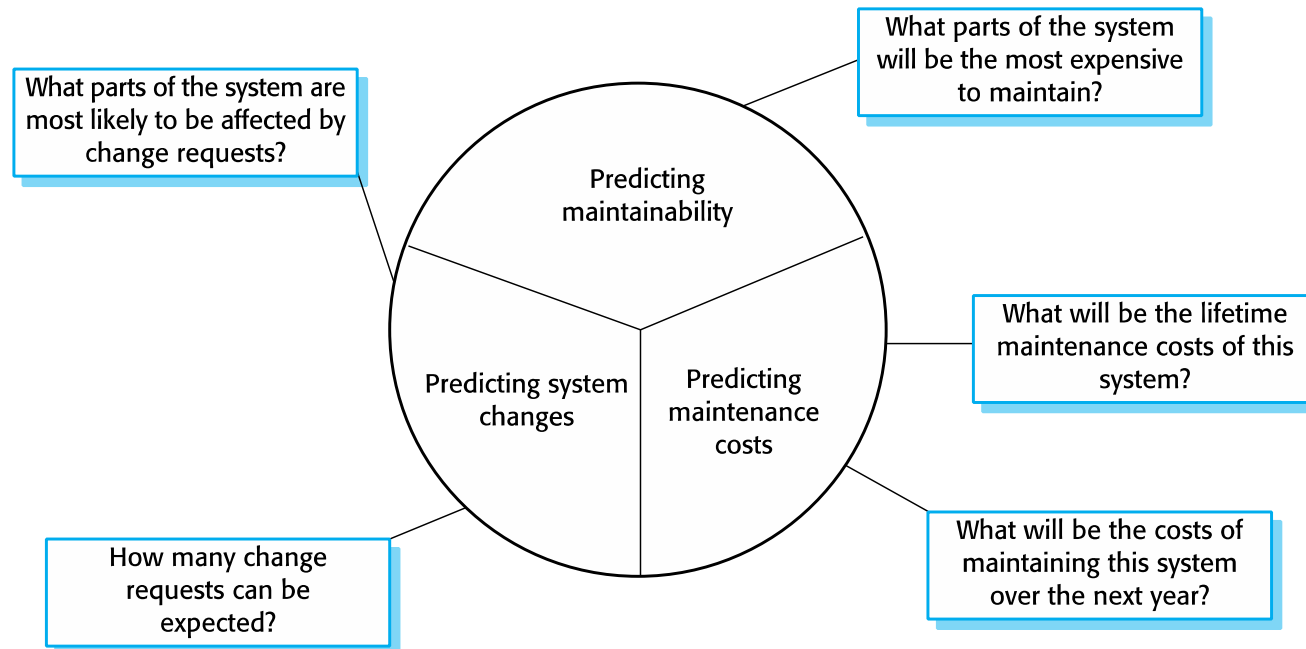 What parts of the system
will be the most expensive
to maintain?
What parts of the system are
most likely to be affected by
change requests?
Predicting
maintainability
What will be the lifetime
maintenance costs of this
system?
Predicting system
changes
Predicting
maintenance
costs
What will be the costs of
maintaining this system
over the next year?
How many change
requests can be
expected?